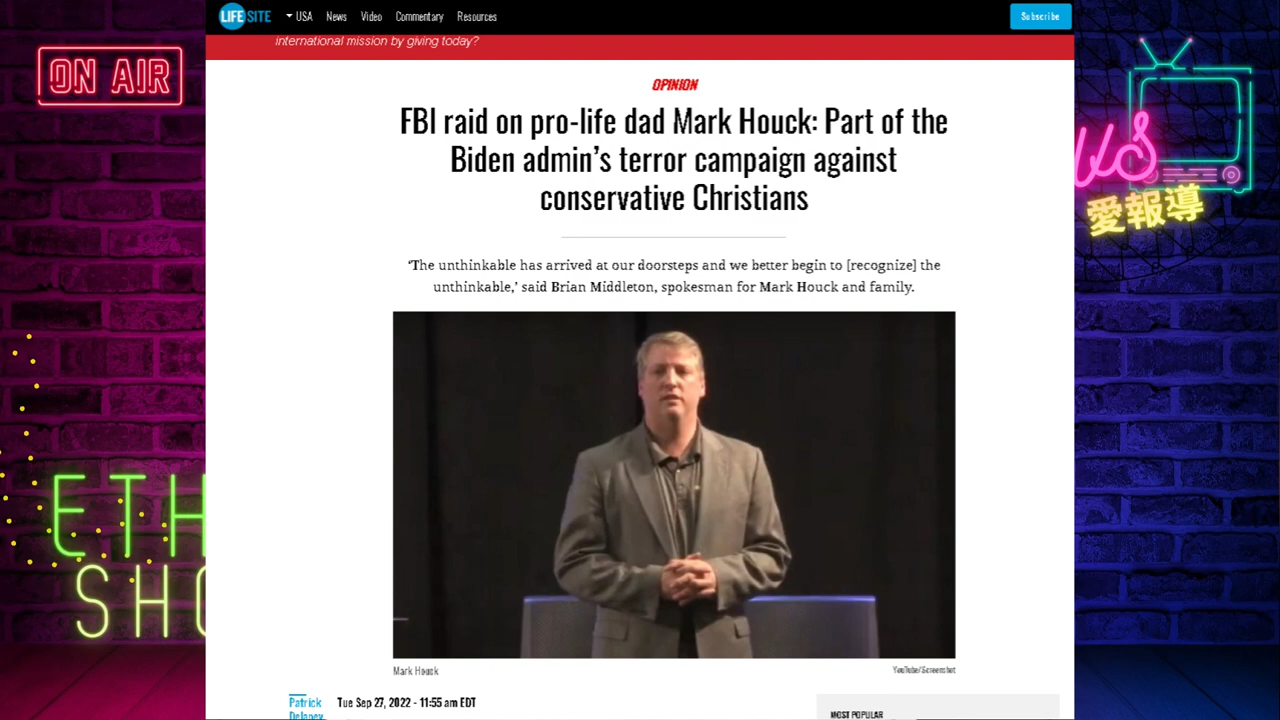 LIFE SITE
USA News Video Commentary Resources
Subscribe
international mission by giving today?
ON AIR
OPINION
FBI raid on pro-life dad Mark Houck: Part of the
Biden admin's terror campaign against
conservative Christians
VS
愛報導
'The unthinkable has arrived at our doorsteps and we better begin to [recognize] the
unthinkable,' said Brian Middleton, spokesman for Mark Houck and family.
ETH
SHO
Mark Houck
YouTube/Screenshot
Patrick
Delaney
Tue Sep 27, 2022 - 11:55 am EDT
MOST POPULAR